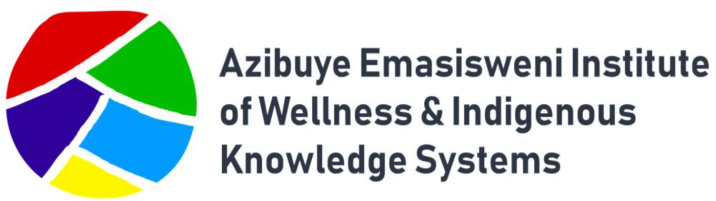 Azibuye Emasisweni Institute
of Wellness & Indigenous
Knowledge Systems